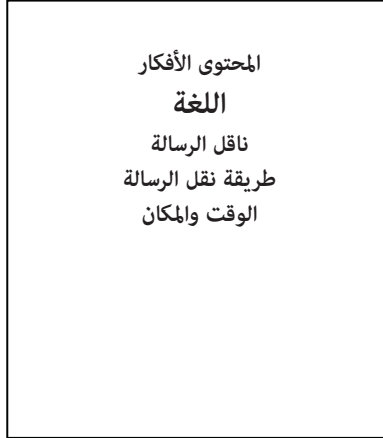 المحتوى الأفكار
اللغة
ناقل الرسالة
طريقة نقل الرسالة
الوقت والمكان